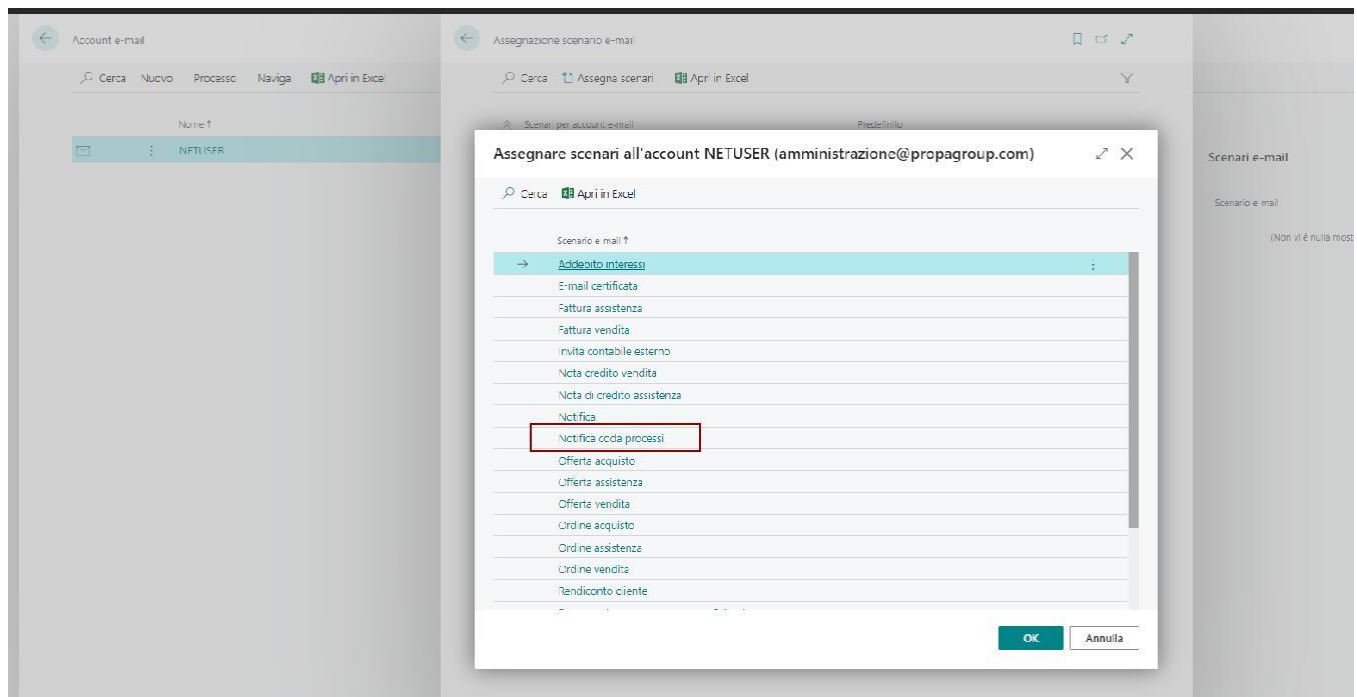 Account e-mail
Assegnazione scenario e-mail
Cerca Nuovo Processo Naviga Apri in Excel
Cerca Assegna scenari Apri in Excel
Nome ↑
Scenari per account e-mail Predefinito
NETUSER
Assegnare scenari all'account NETUSER (amministrazione@propagroup.com)
Scenari e-mail
Cerca Apri in Excel
Scenario e-mail
(Non vi è nulla most
Scenario e-mail ↑
Addebito interessi
E-mail certificata
Fattura assistenza
Fattura vendita
Invita contabile esterno
Nota credito vendita
Nota di credito assistenza
Notifica
Notifica coda processi
Offerta acquisto
Offerta assistenza
Offerta vendita
Ordine acquisto
Ordine assistenza
Ordine vendita
Rendiconto cliente
OK Annulla